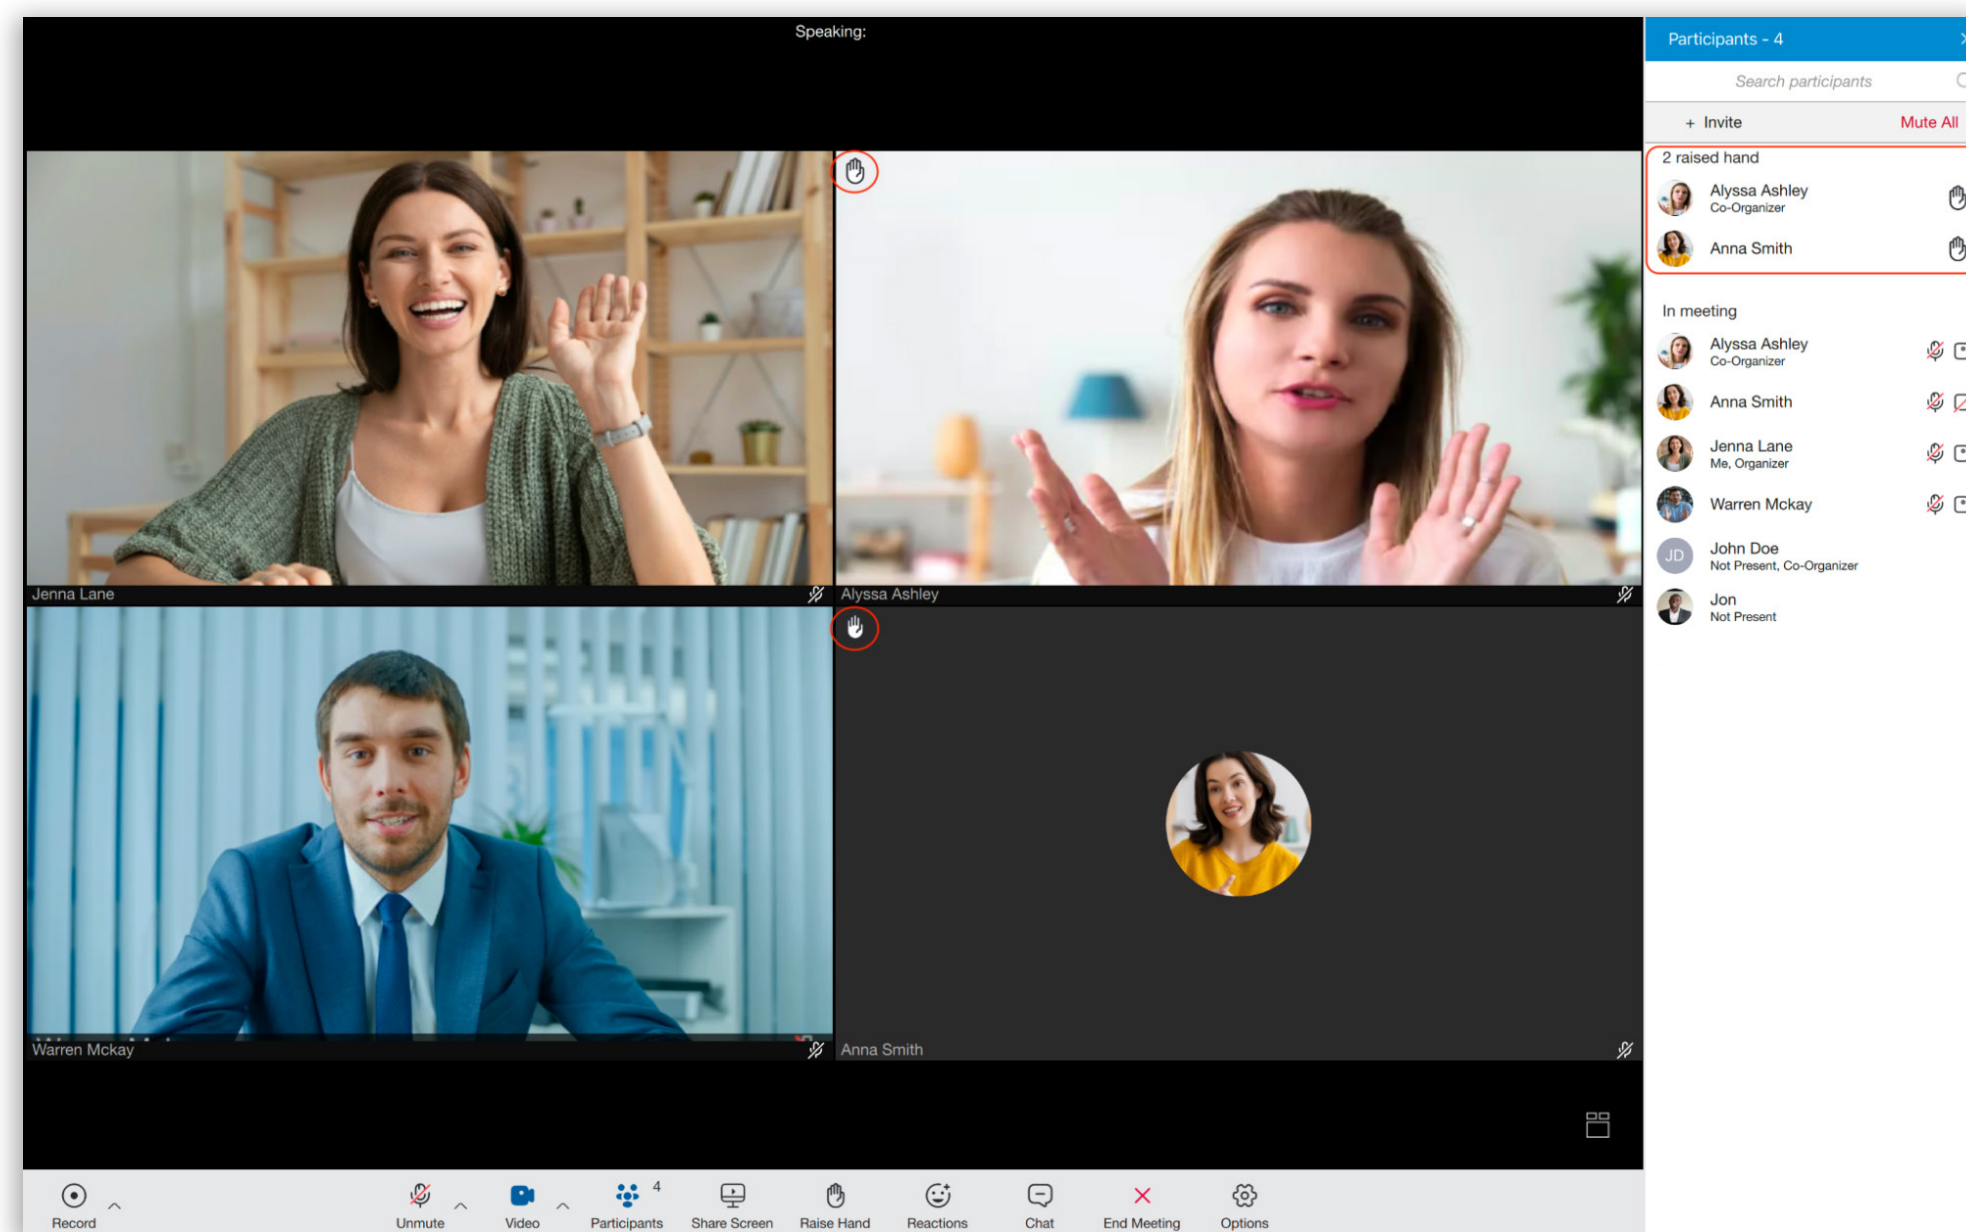 Speaking:
Participants - 4
Search participants
+ Invite
Mute All
2 raised hand
Alyssa Ashley
Co-Organizer
Anna Smith
In meeting
Alyssa Ashley
Co-Organizer
Anna Smith
Jenna Lane
Me, Organizer
Warren Mckay
JD
John Doe
Not Present, Co-Organizer
Jon
Not Present
Jenna Lane
Alyssa Ashley
Warren Mckay
Anna Smith
4
Record
Unmute
Video
Participants
Share Screen
Raise Hand
Reactions
Chat
End Meeting
Options